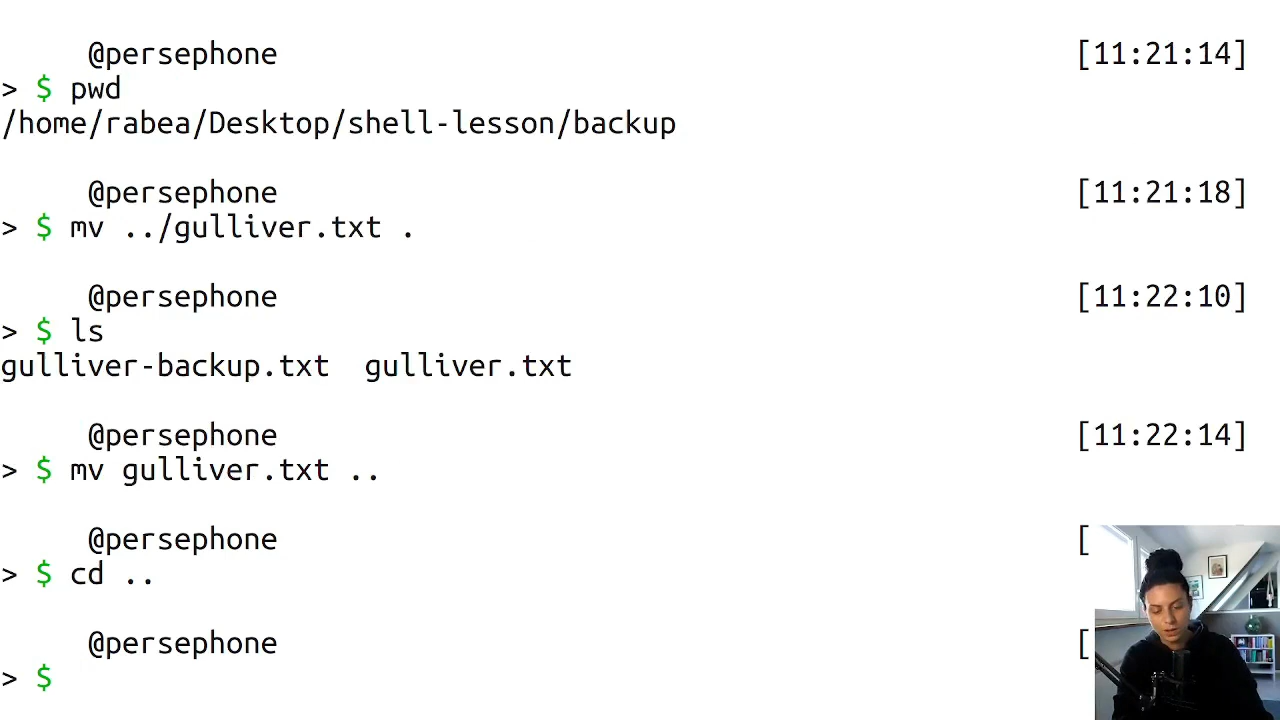 @persephone [11:21:14]
> $ pwd
/home/rabea/Desktop/shell-lesson/backup
@persephone [11:21:18]
> $ mv ../gulliver.txt .
@persephone [11:22:10]
> $ ls
gulliver-backup.txt  gulliver.txt
@persephone [11:22:14]
> $ mv gulliver.txt ..
@persephone [
> $ cd ..
@persephone [
> $